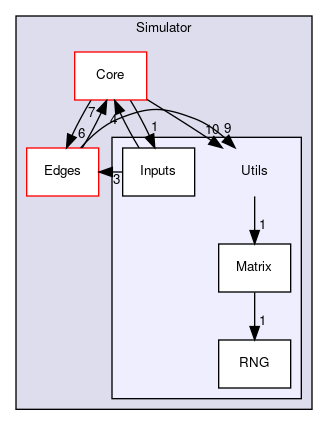 Simulator
Core
7
6
4
1
10
9
Edges
3
Inputs
Utils
1
Matrix
1
RNG